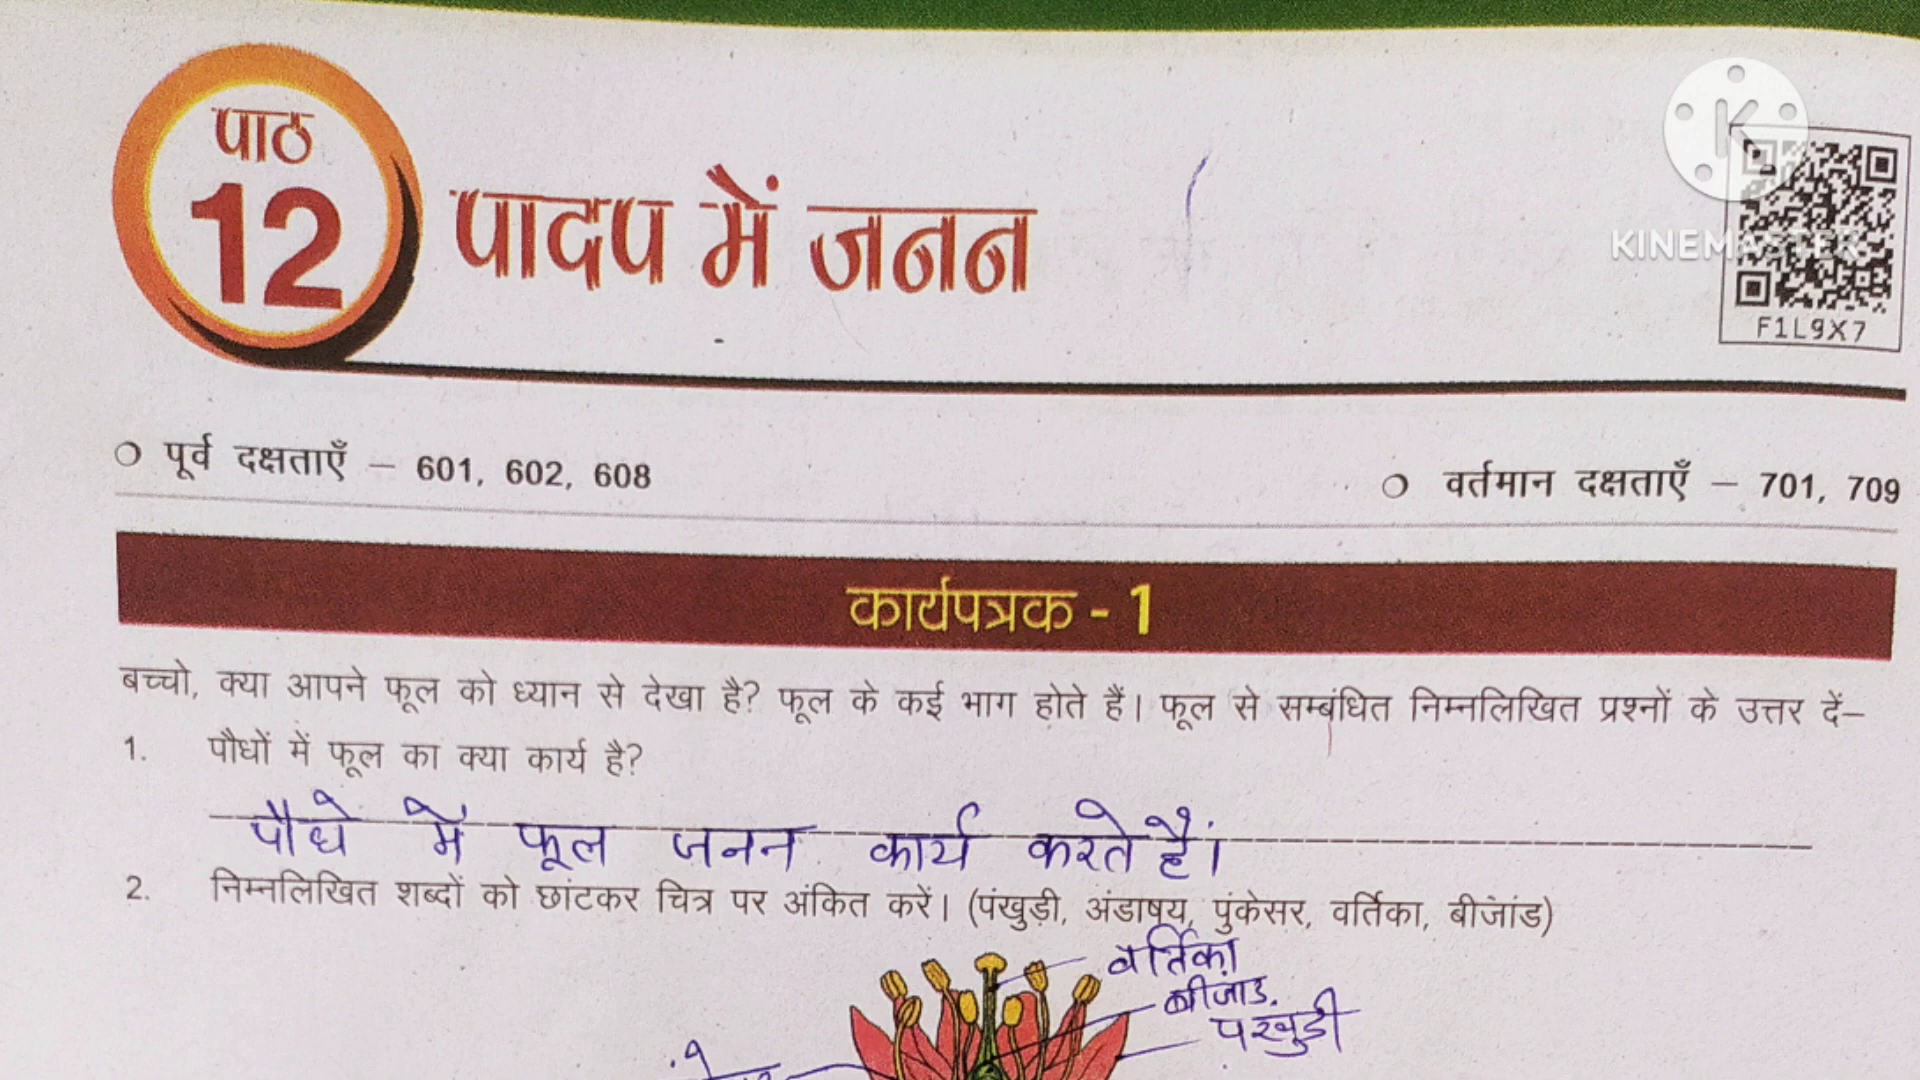 पाठ
12
पादप में जनन
KINEMASTER
F1L9X7
पूर्व दक्षताएँ – 601, 602, 608
वर्तमान दक्षताएँ – 701, 709
कार्यपत्रक - 1
बच्चो, क्या आपने फूल को ध्यान से देखा है? फूल के कई भाग होते हैं। फूल से सम्बंधित निम्नलिखित प्रश्नों के उत्तर दें–
1. पौधों में फूल का क्या कार्य है?
पौधे में फूल जनन कार्य करते हैं।
2. निम्नलिखित शब्दों को छांटकर चित्र पर अंकित करें। (पंखुड़ी, अंडाषय, पुंकेसर, वर्तिका, बीजांड)
वर्तिका
बीजाड.
पखुडी